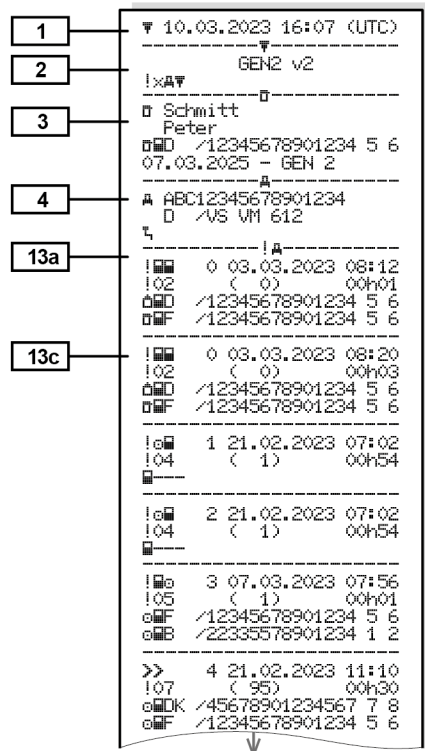 1
▼ 10.03.2023 16:07 (UTC)
2
GEN2 v2
!×▼
3
Schmitt
Peter
D /12345678901234 5 6
07.03.2025 - GEN 2
4
ABC12345678901234
D /VS VM 612
13a
!
! 0 03.03.2023 08:12
!02 ( 0) 00h01
D /12345678901234 5 6
F /12345678901234 5 6
13c
! 0 03.03.2023 08:20
!02 ( 0) 00h03
D /12345678901234 5 6
F /12345678901234 5 6
! 1 21.02.2023 07:02
!04 ( 1) 00h54
---
! 2 21.02.2023 07:02
!04 ( 1) 00h54
---
! 3 07.03.2023 07:56
!05 ( 1) 00h01
F /12345678901234 5 6
B /22335578901234 1 2
>> 4 21.02.2023 11:10
!07 ( 95) 00h30
DK /45678901234567 7 8
F /12345678901234 5 6